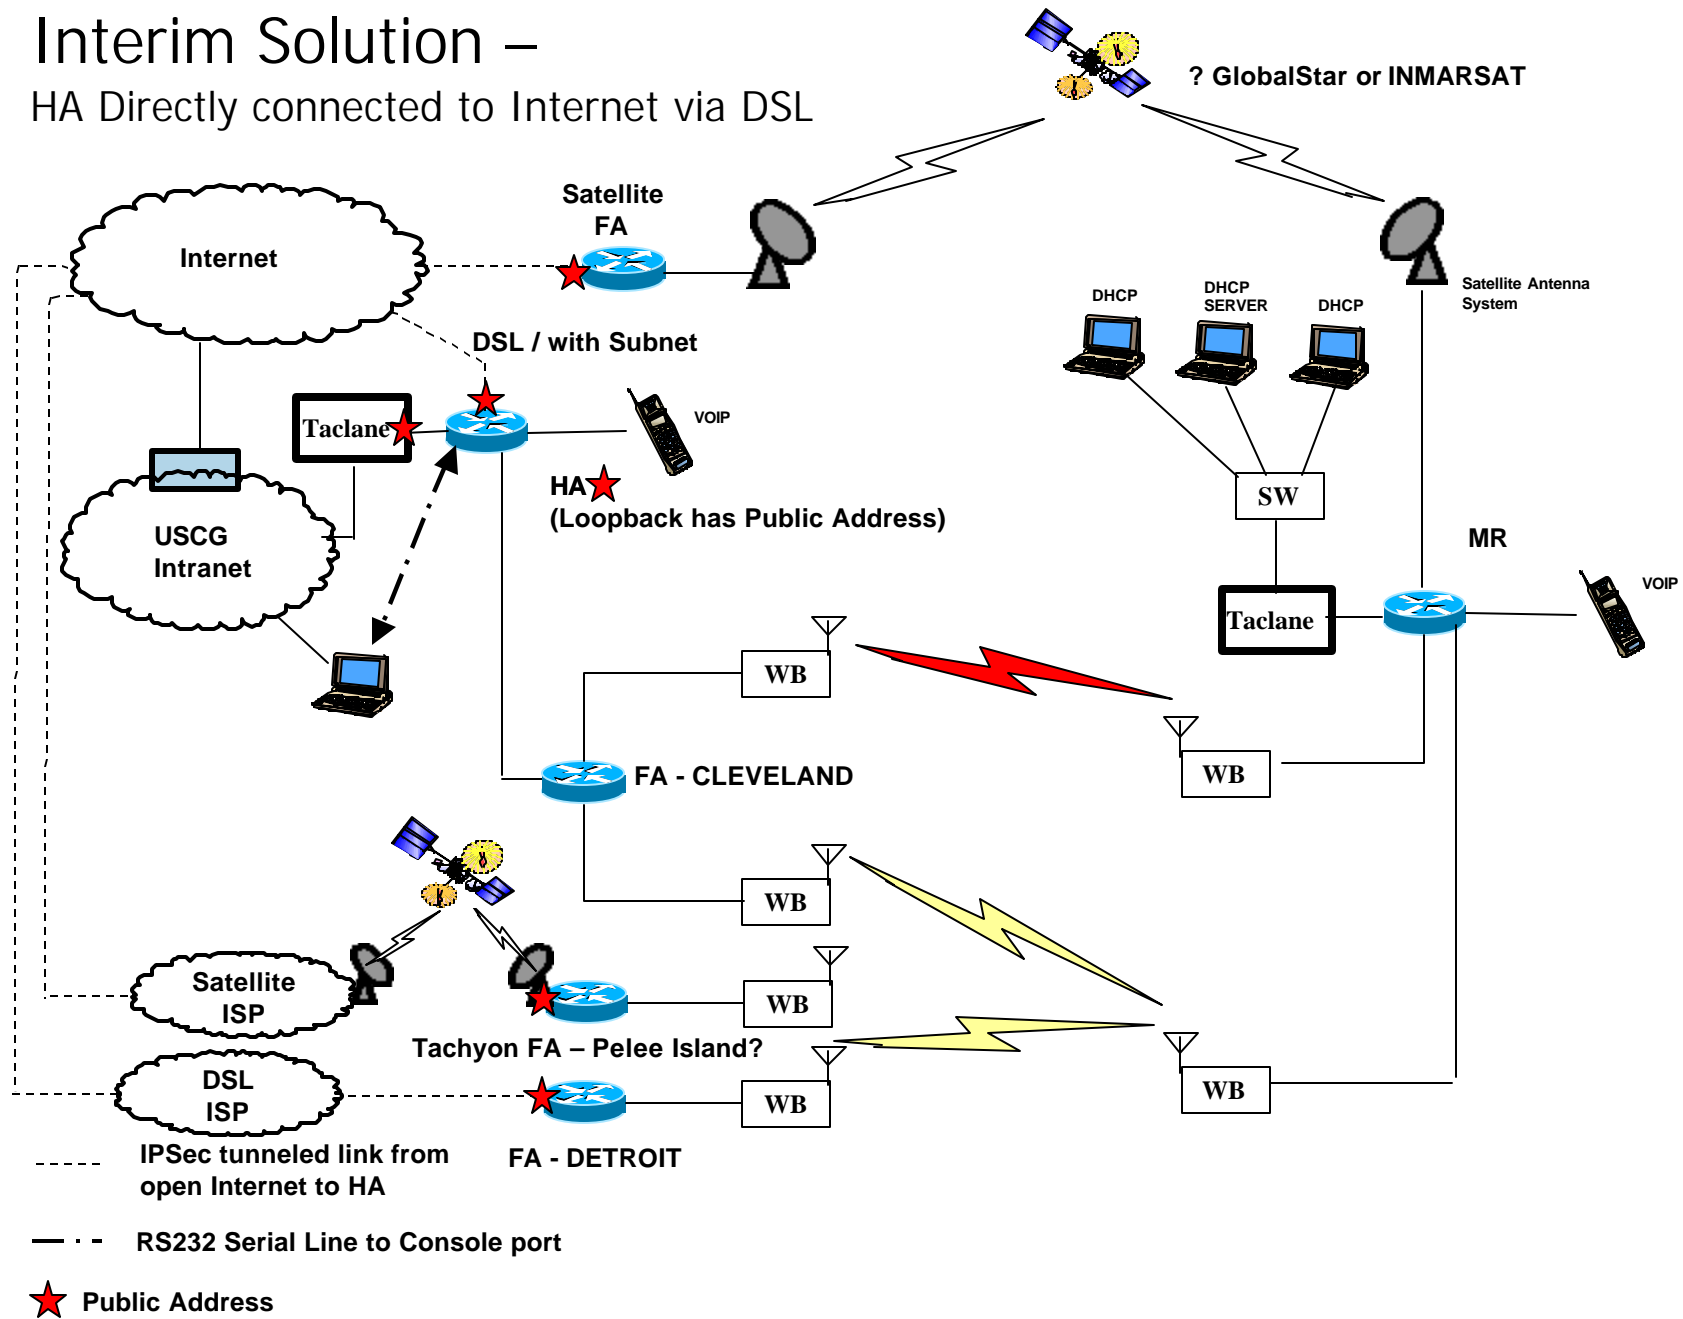 Interim Solution –
HA Directly connected to Internet via DSL
? GlobalStar or INMARSAT
Satellite
FA
Internet
Satellite Antenna
System
DHCP
DHCP
SERVER
DHCP
DSL / with Subnet
Taclane
VOIP
HA
(Loopback has Public Address)
SW
USCG
Intranet
MR
VOIP
Taclane
WB
WB
FA - CLEVELAND
WB
Satellite
ISP
WB
Tachyon FA – Pelee Island?
DSL
ISP
WB
WB
IPSec tunneled link from
open Internet to HA
FA - DETROIT
RS232 Serial Line to Console port
Public Address